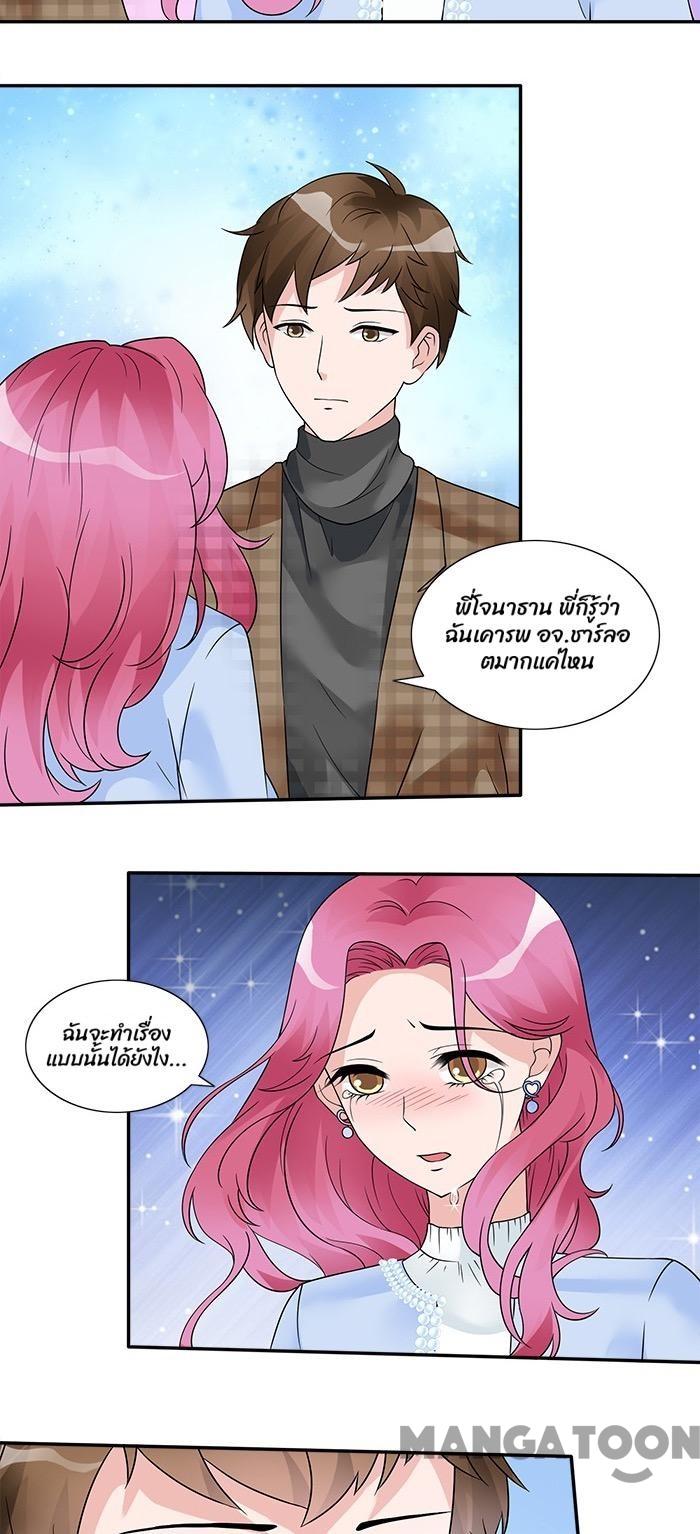 พี่โจนาธาน พี่ก็รู้ว่า
ฉันเคารพ อจ.ชาร์ลอ
ตมากแค่ไหน
ฉันจะทำเรื่อง
แบบนั้นได้ยังไง...
MANGATOON